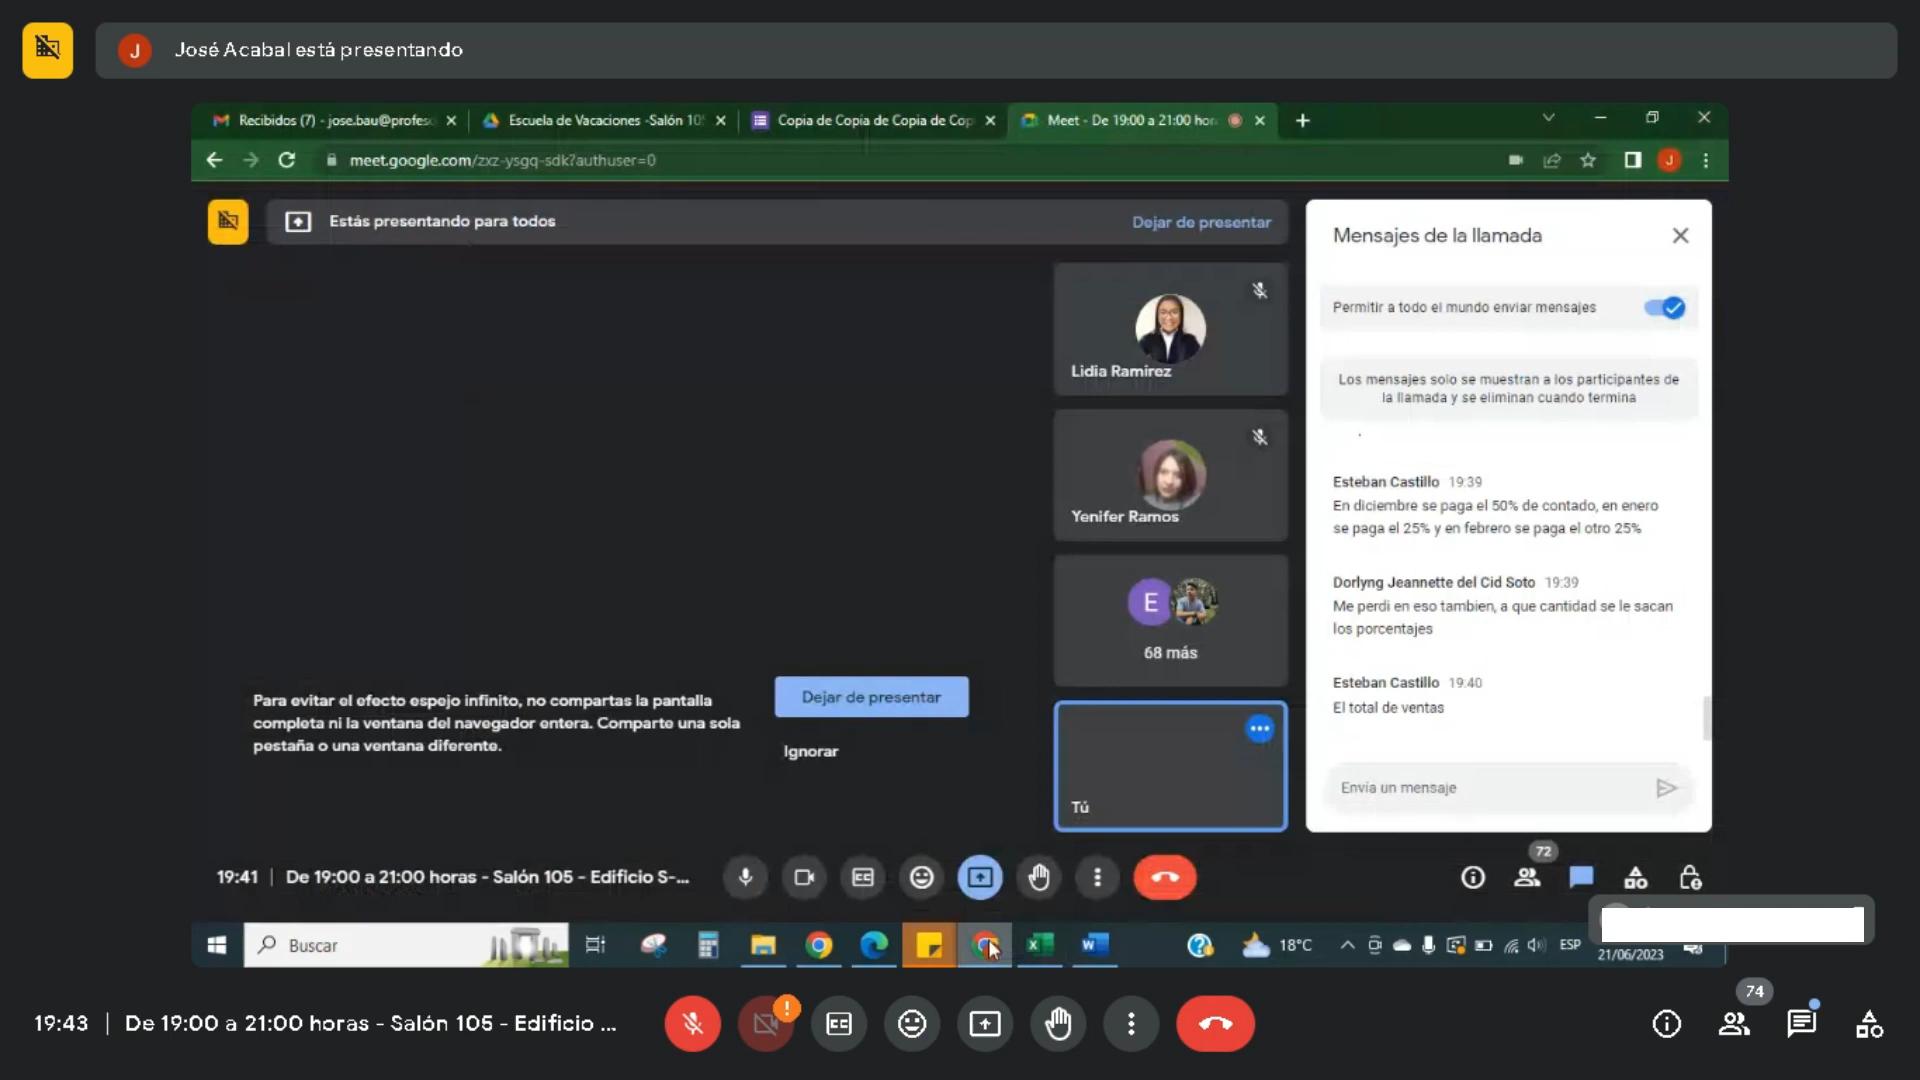 J
José Acabal está presentando
Recibidos (7) - jose.bau@profes
Escuela de Vacaciones -Salón 10
Copia de Copia de Copia de Cop
Meet - De 19:00 a 21:00 hor
meet.google.com/zxz-ysgq-sdk?authuser=0
J
Estás presentando para todos
Dejar de presentar
Mensajes de la llamada
Permitir a todo el mundo enviar mensajes
Los mensajes solo se muestran a los participantes de
la llamada y se eliminan cuando termina
Lidia Ramirez
Yenifer Ramos
E
68 más
Tú
Esteban Castillo 19:39
En diciembre se paga el 50% de contado, en enero
se paga el 25% y en febrero se paga el otro 25%
Dorlyng Jeannette del Cid Soto 19:39
Me perdi en eso tambien, a que cantidad se le sacan
los porcentajes
Esteban Castillo 19:40
El total de ventas
Envía un mensaje
Para evitar el efecto espejo infinito, no compartas la pantalla
completa ni la ventana del navegador entera. Comparte una sola
pestaña o una ventana diferente.
Dejar de presentar
Ignorar
19:41 | De 19:00 a 21:00 horas - Salón 105 - Edificio S-...
72
Buscar
18°C
ESP
21/06/2023
19:43 | De 19:00 a 21:00 horas - Salón 105 - Edificio ...
74